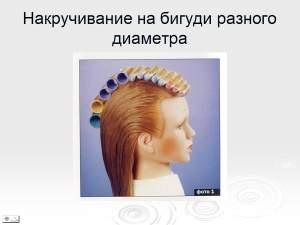 Накручивание на бигуди разного
диаметра
фото 1